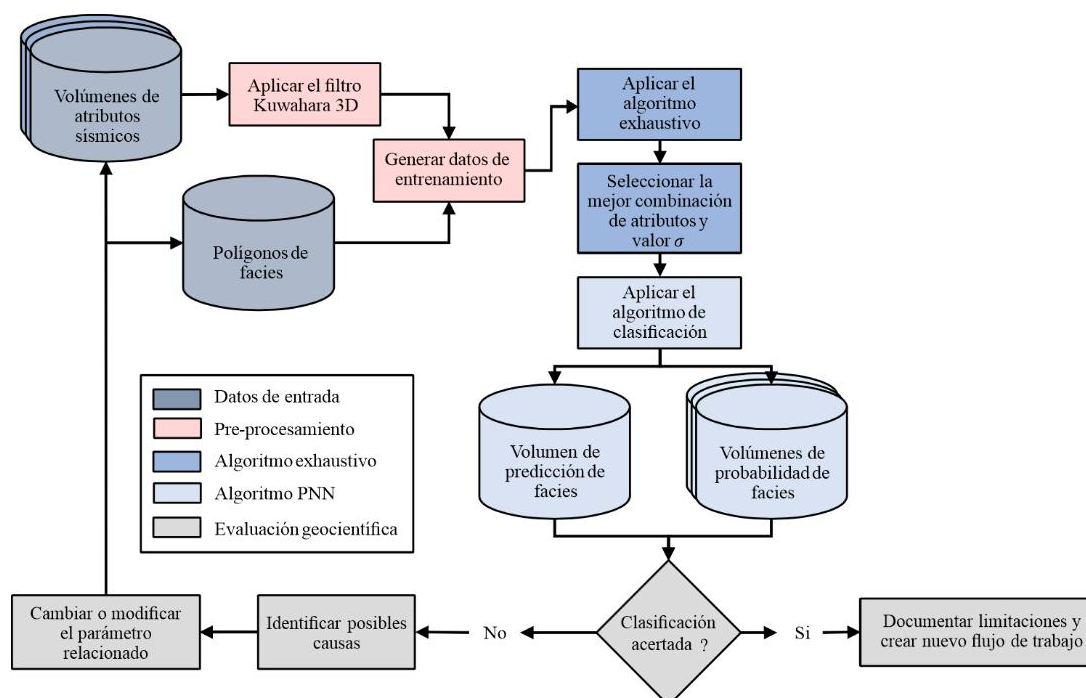 Volúmenes de
atributos
sísmicos
Aplicar el filtro
Kuwahara 3D
Generar datos de
entrenamiento
Polígonos de
facies
Aplicar el
algoritmo
exhaustivo
Seleccionar la
mejor combinación
de atributos y
valor σ
Aplicar el
algoritmo de
clasificación
Volumen de
predicción de
facies
Volúmenes de
probabilidad de
facies
Datos de entrada
Pre-procesamiento
Algoritmo exhaustivo
Algoritmo PNN
Evaluación geocientífica
Clasificación
acertada ?
No
Si
Identificar posibles
causas
Cambiar o modificar
el parámetro
relacionado
Documentar limitaciones y
crear nuevo flujo de trabajo